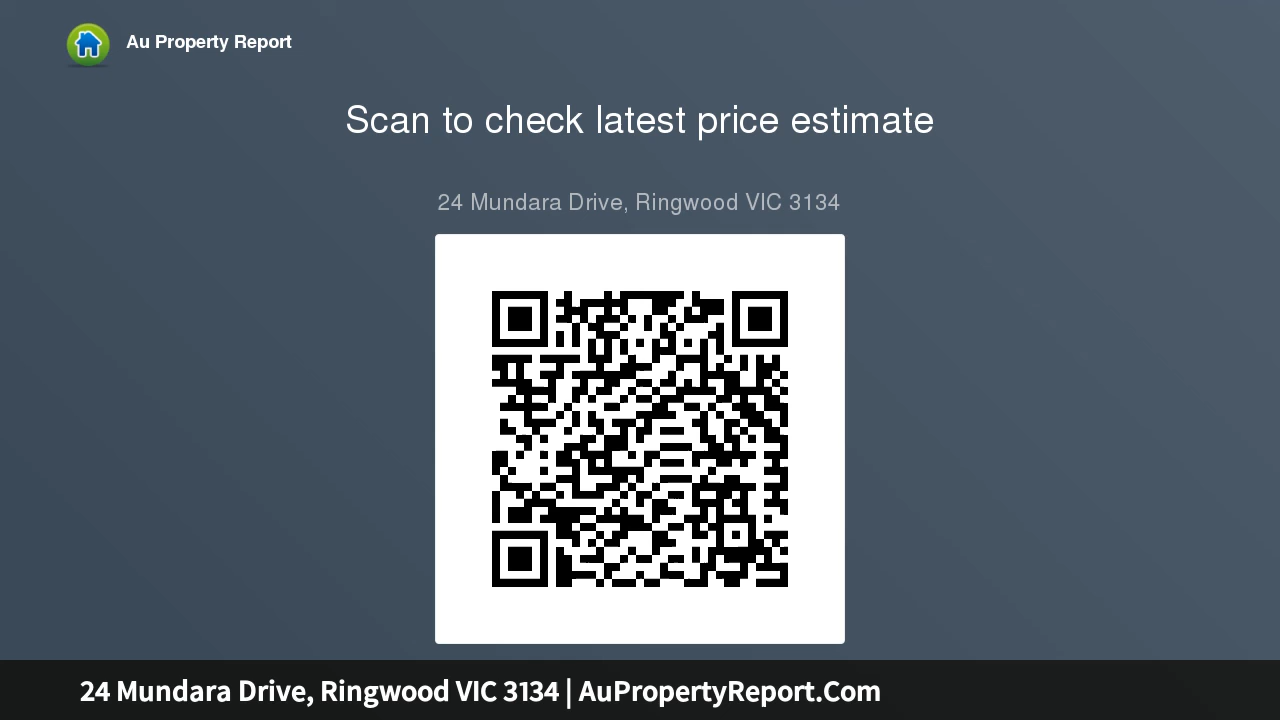 Au Property Report
Scan to check latest price estimate
24 Mundara Drive, Ringwood VIC 3134
24 Mundara Drive, Ringwood VIC 3134 | AuPropertyReport.Com